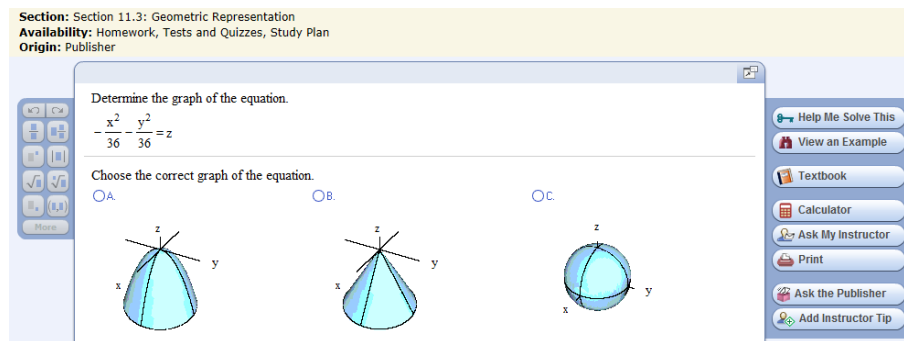 Section: Section 11.3: Geometric Representation
Availability: Homework, Tests and Quizzes, Study Plan
Origin: Publisher
Determine the graph of the equation.
-x²/36 - y²/36 = z
Choose the correct graph of the equation.
A.
B.
C.
z
y
x
z
y
x
z
y
x
More
Help Me Solve This
View an Example
Textbook
Calculator
Ask My Instructor
Print
Ask the Publisher
Add Instructor Tip